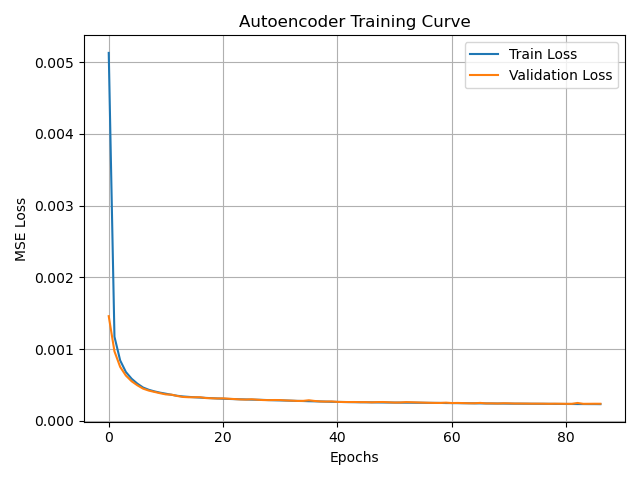 Autoencoder Training Curve
Train Loss
Validation Loss
MSE Loss
0.005
0.004
0.003
0.002
0.001
0.000
0 20 40 60 80
Epochs